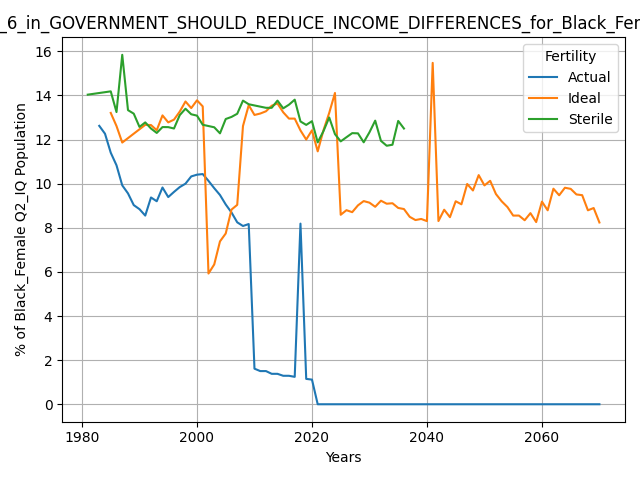 _6_in_GOVERNMENT_SHOULD_REDUCE_INCOME_DIFFERENCES_for_Black_Fem
Fertility
Actual
Ideal
Sterile
% of Black_Female Q2_IQ Population
16
14
12
10
8
6
4
2
0
1980
2000
2020
2040
2060
Years